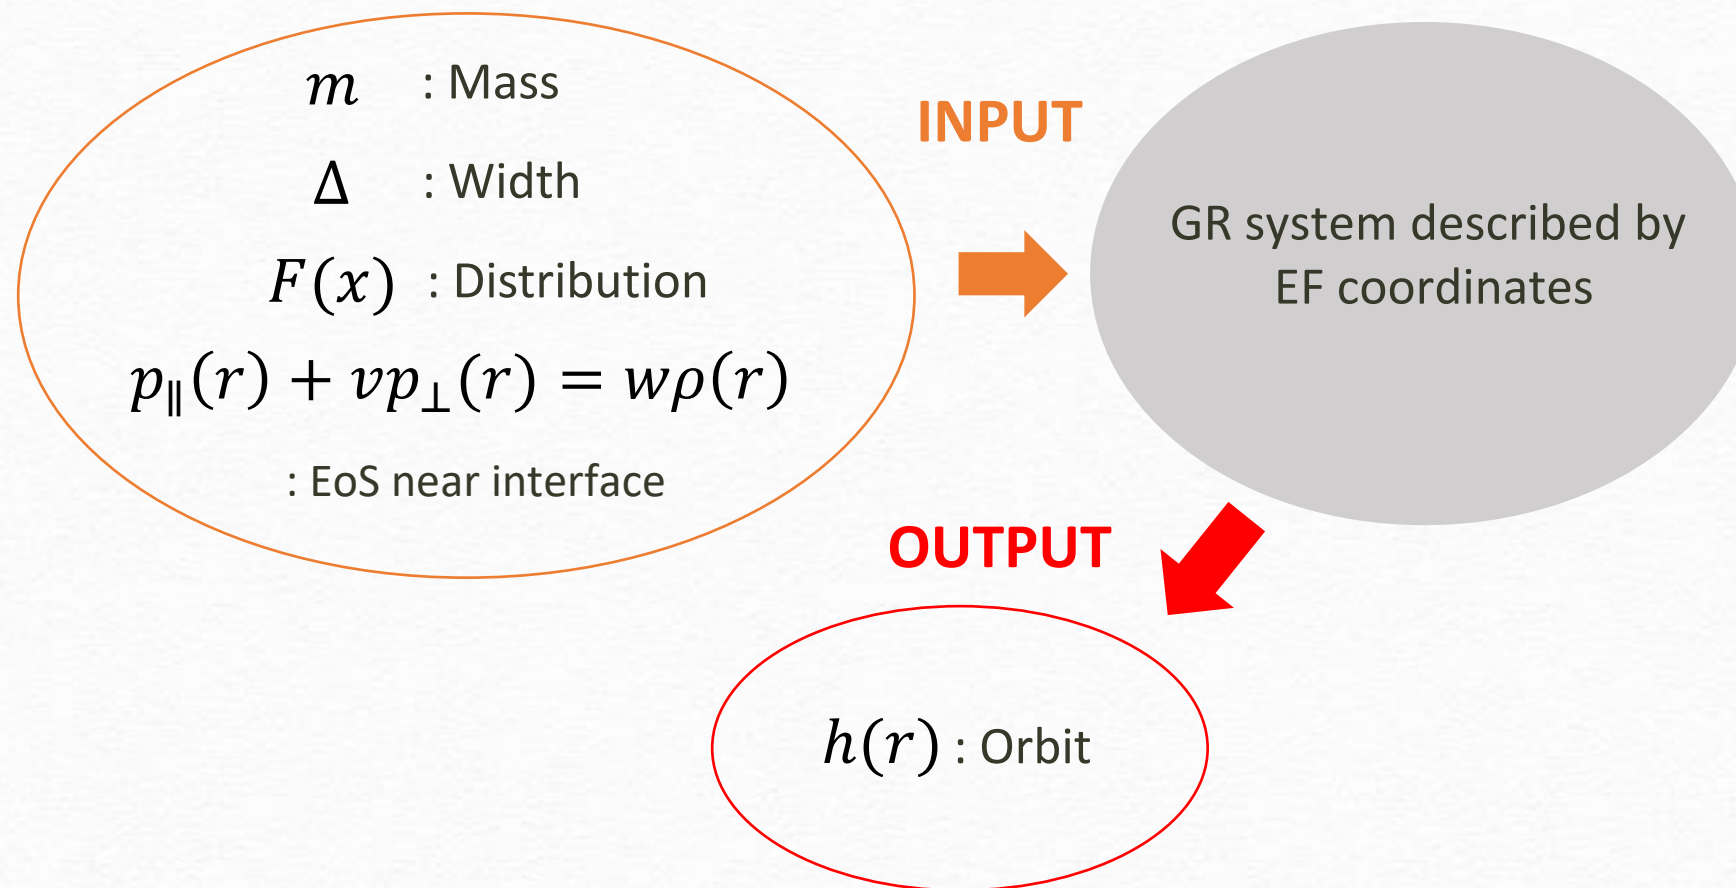 m : Mass
Δ : Width
F(x) : Distribution
p∥(r) + vp⊥(r) = wρ(r)
: EoS near interface
INPUT
GR system described by
EF coordinates
OUTPUT
h(r) : Orbit